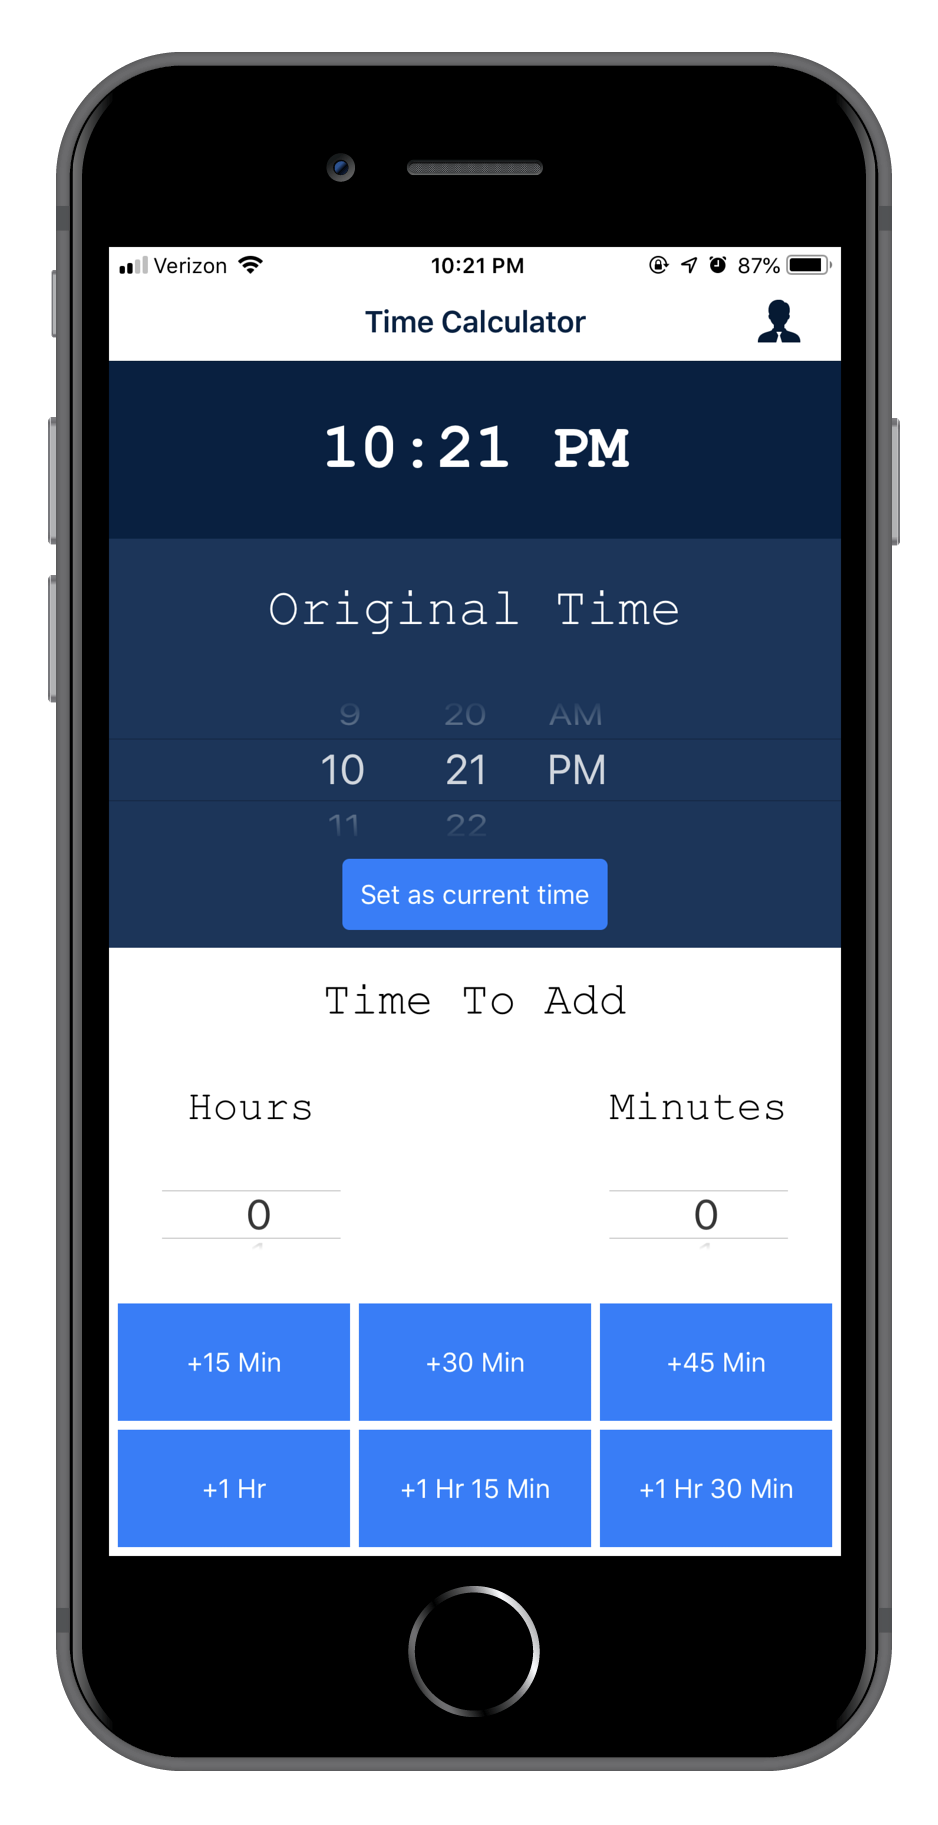 Verizon 10:21 PM 87%
Time Calculator
10:21 PM
Original Time
9 20 AM
10 21 PM
11 22
Set as current time
Time To Add
Hours Minutes
0 0
+15 Min +30 Min +45 Min
+1 Hr +1 Hr 15 Min +1 Hr 30 Min